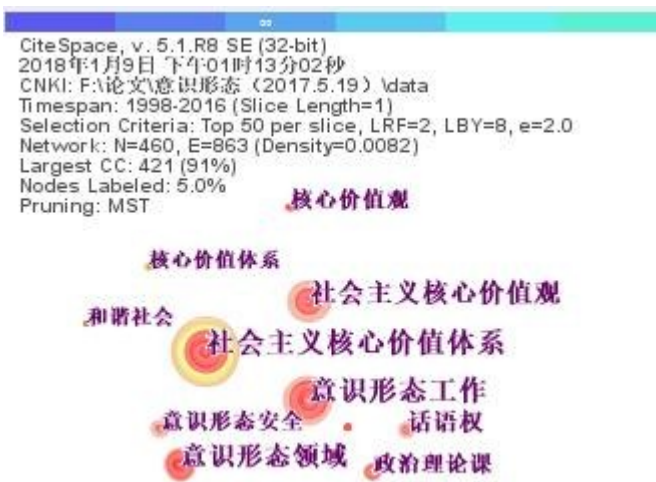 CiteSpace, v. 5.1.R8 SE (32-bit)
2018年1月9日 下午01时13分02秒
CNKI: F:\论文\意识形态（2017.5.19）\data
Timespan: 1998-2016 (Slice Length=1)
Selection Criteria: Top 50 per slice, LRF=2, LBY=8, e=2.0
Network: N=460, E=863 (Density=0.0082)
Largest CC: 421 (91%)
Nodes Labeled: 5.0%
Pruning: MST
核心价值观
核心价值体系
社会主义核心价值观
和谐社会
社会主义核心价值体系
意识形态工作
意识形态安全
话语权
意识形态领域
政治理论课